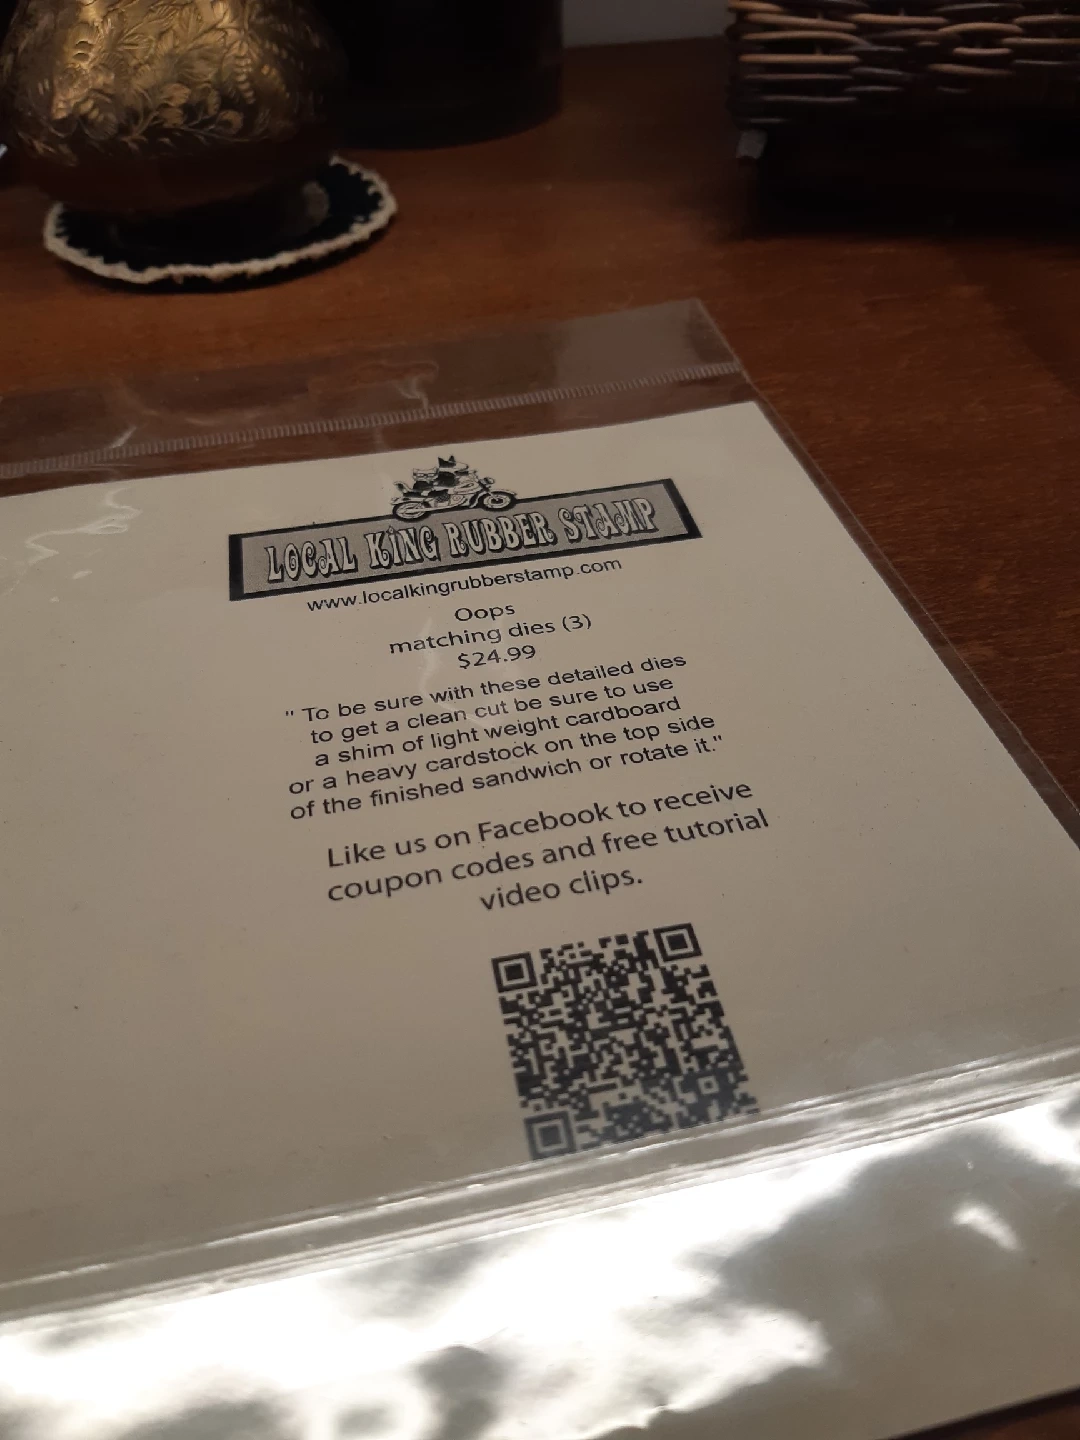 LOCAL KING RUBBER STAMP
www.localkingrubberstamp.com
Oops
matching dies (3)
$24.99
" To be sure with these detailed dies
to get a clean cut be sure to use
a shim of light weight cardboard
or a heavy cardstock on the top side
of the finished sandwich or rotate it."
Like us on Facebook to receive
coupon codes and free tutorial
video clips.